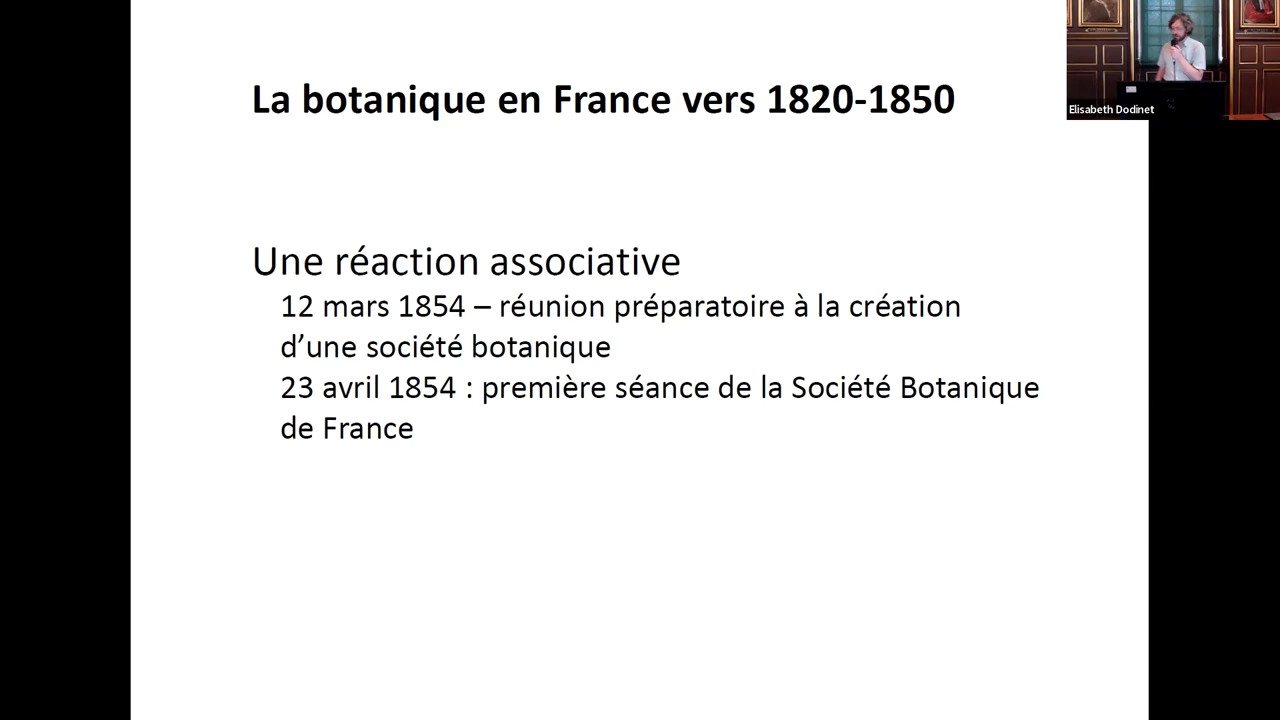 La botanique en France vers 1820-1850
Elisabeth Dodinet
Une réaction associative
12 mars 1854 – réunion préparatoire à la création
d’une société botanique
23 avril 1854 : première séance de la Société Botanique
de France